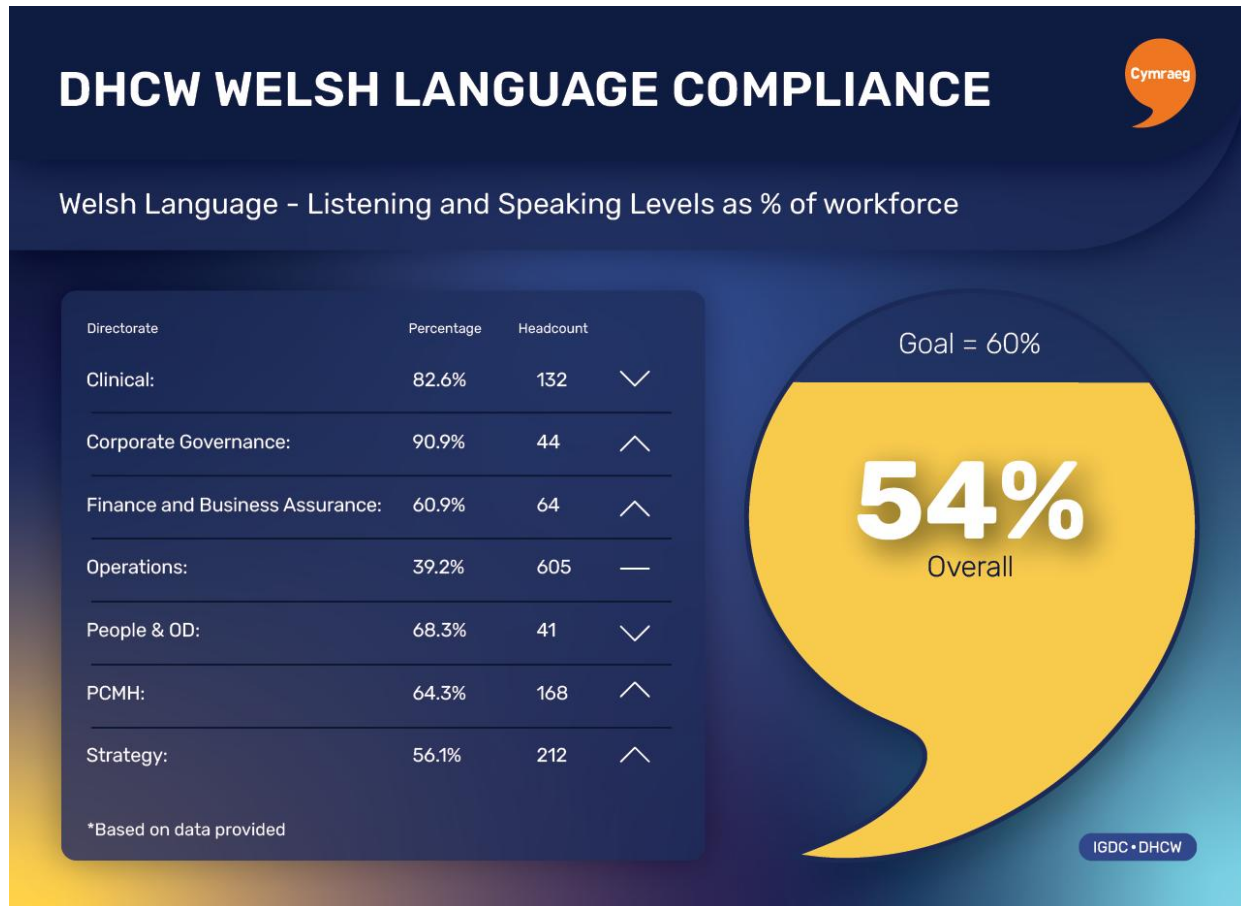 DHCW WELSH LANGUAGE COMPLIANCE
Cymraeg
Welsh Language - Listening and Speaking Levels as % of workforce
Directorate Percentage Headcount
Clinical: 82.6% 132
Corporate Governance: 90.9% 44
Finance and Business Assurance: 60.9% 64
Operations: 39.2% 605
People & OD: 68.3% 41
PCMH: 64.3% 168
Strategy: 56.1% 212
*Based on data provided
Goal = 60%
54%
Overall
IGDC•DHCW